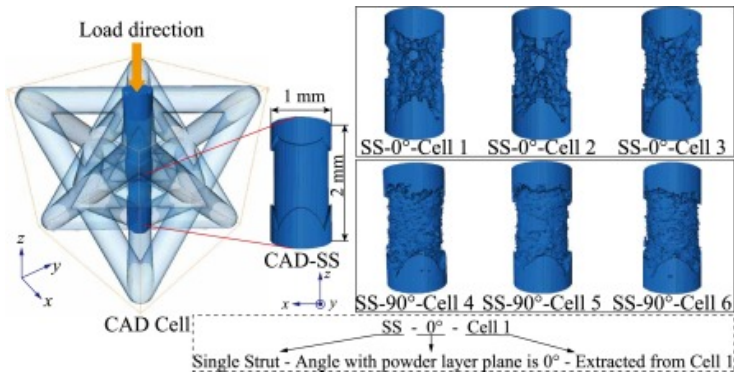 Load direction
1 mm
2 mm
CAD-SS
z
y
x
CAD Cell
z
x
y
SS-0°-Cell 1
SS-0°-Cell 2
SS-0°-Cell 3
SS-90°-Cell 4
SS-90°-Cell 5
SS-90°-Cell 6
SS - 0° - Cell 1
Single Strut - Angle with powder layer plane is 0° - Extracted from Cell 1